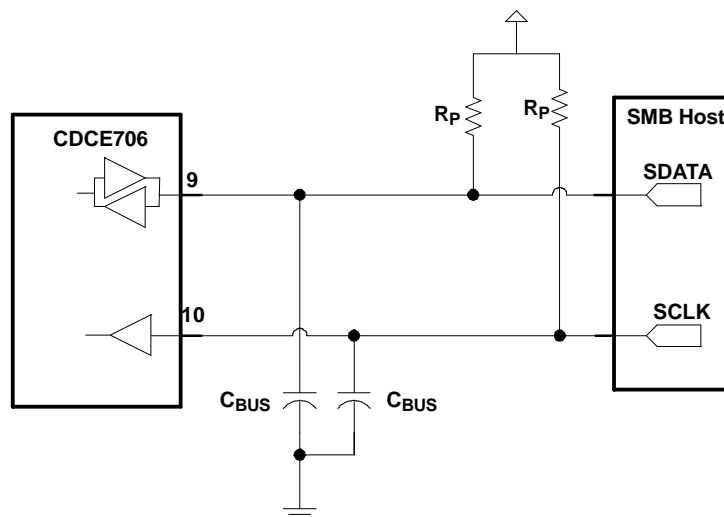 R_P
R_P
CDCE706
SMB Host
9
SDATA
10
SCLK
C_BUS
C_BUS